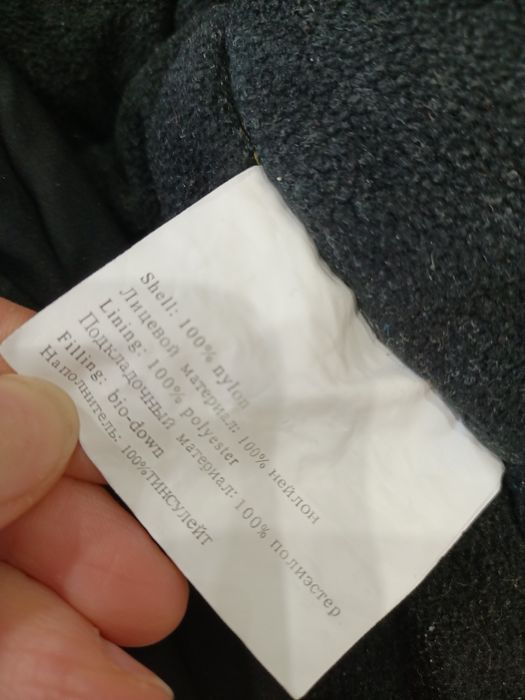 Shell: 100% nylon
Лицевой материал: 100% нейлон
Lining: 100% polyester
Подкладочный материал: 100% полиэстер
Filling: bio-down
Наполнитель: 100%ТИНСУЛЕЙТ